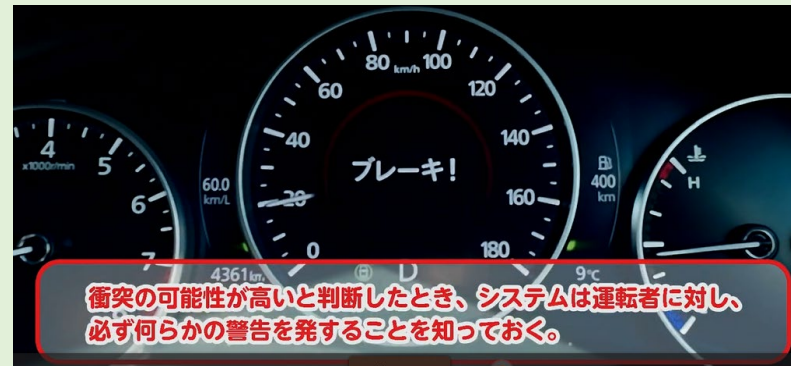 80 km/h 100
60
120
4
x1000r/min
5
40
140
ブレーキ!
60.0
km/L
400
km
H
6
20
160
7
0
180
4361km
D
9℃
衝突の可能性が高いと判断したとき、システムは運転者に対し、
必ず何らかの警告を発することを知っておく。